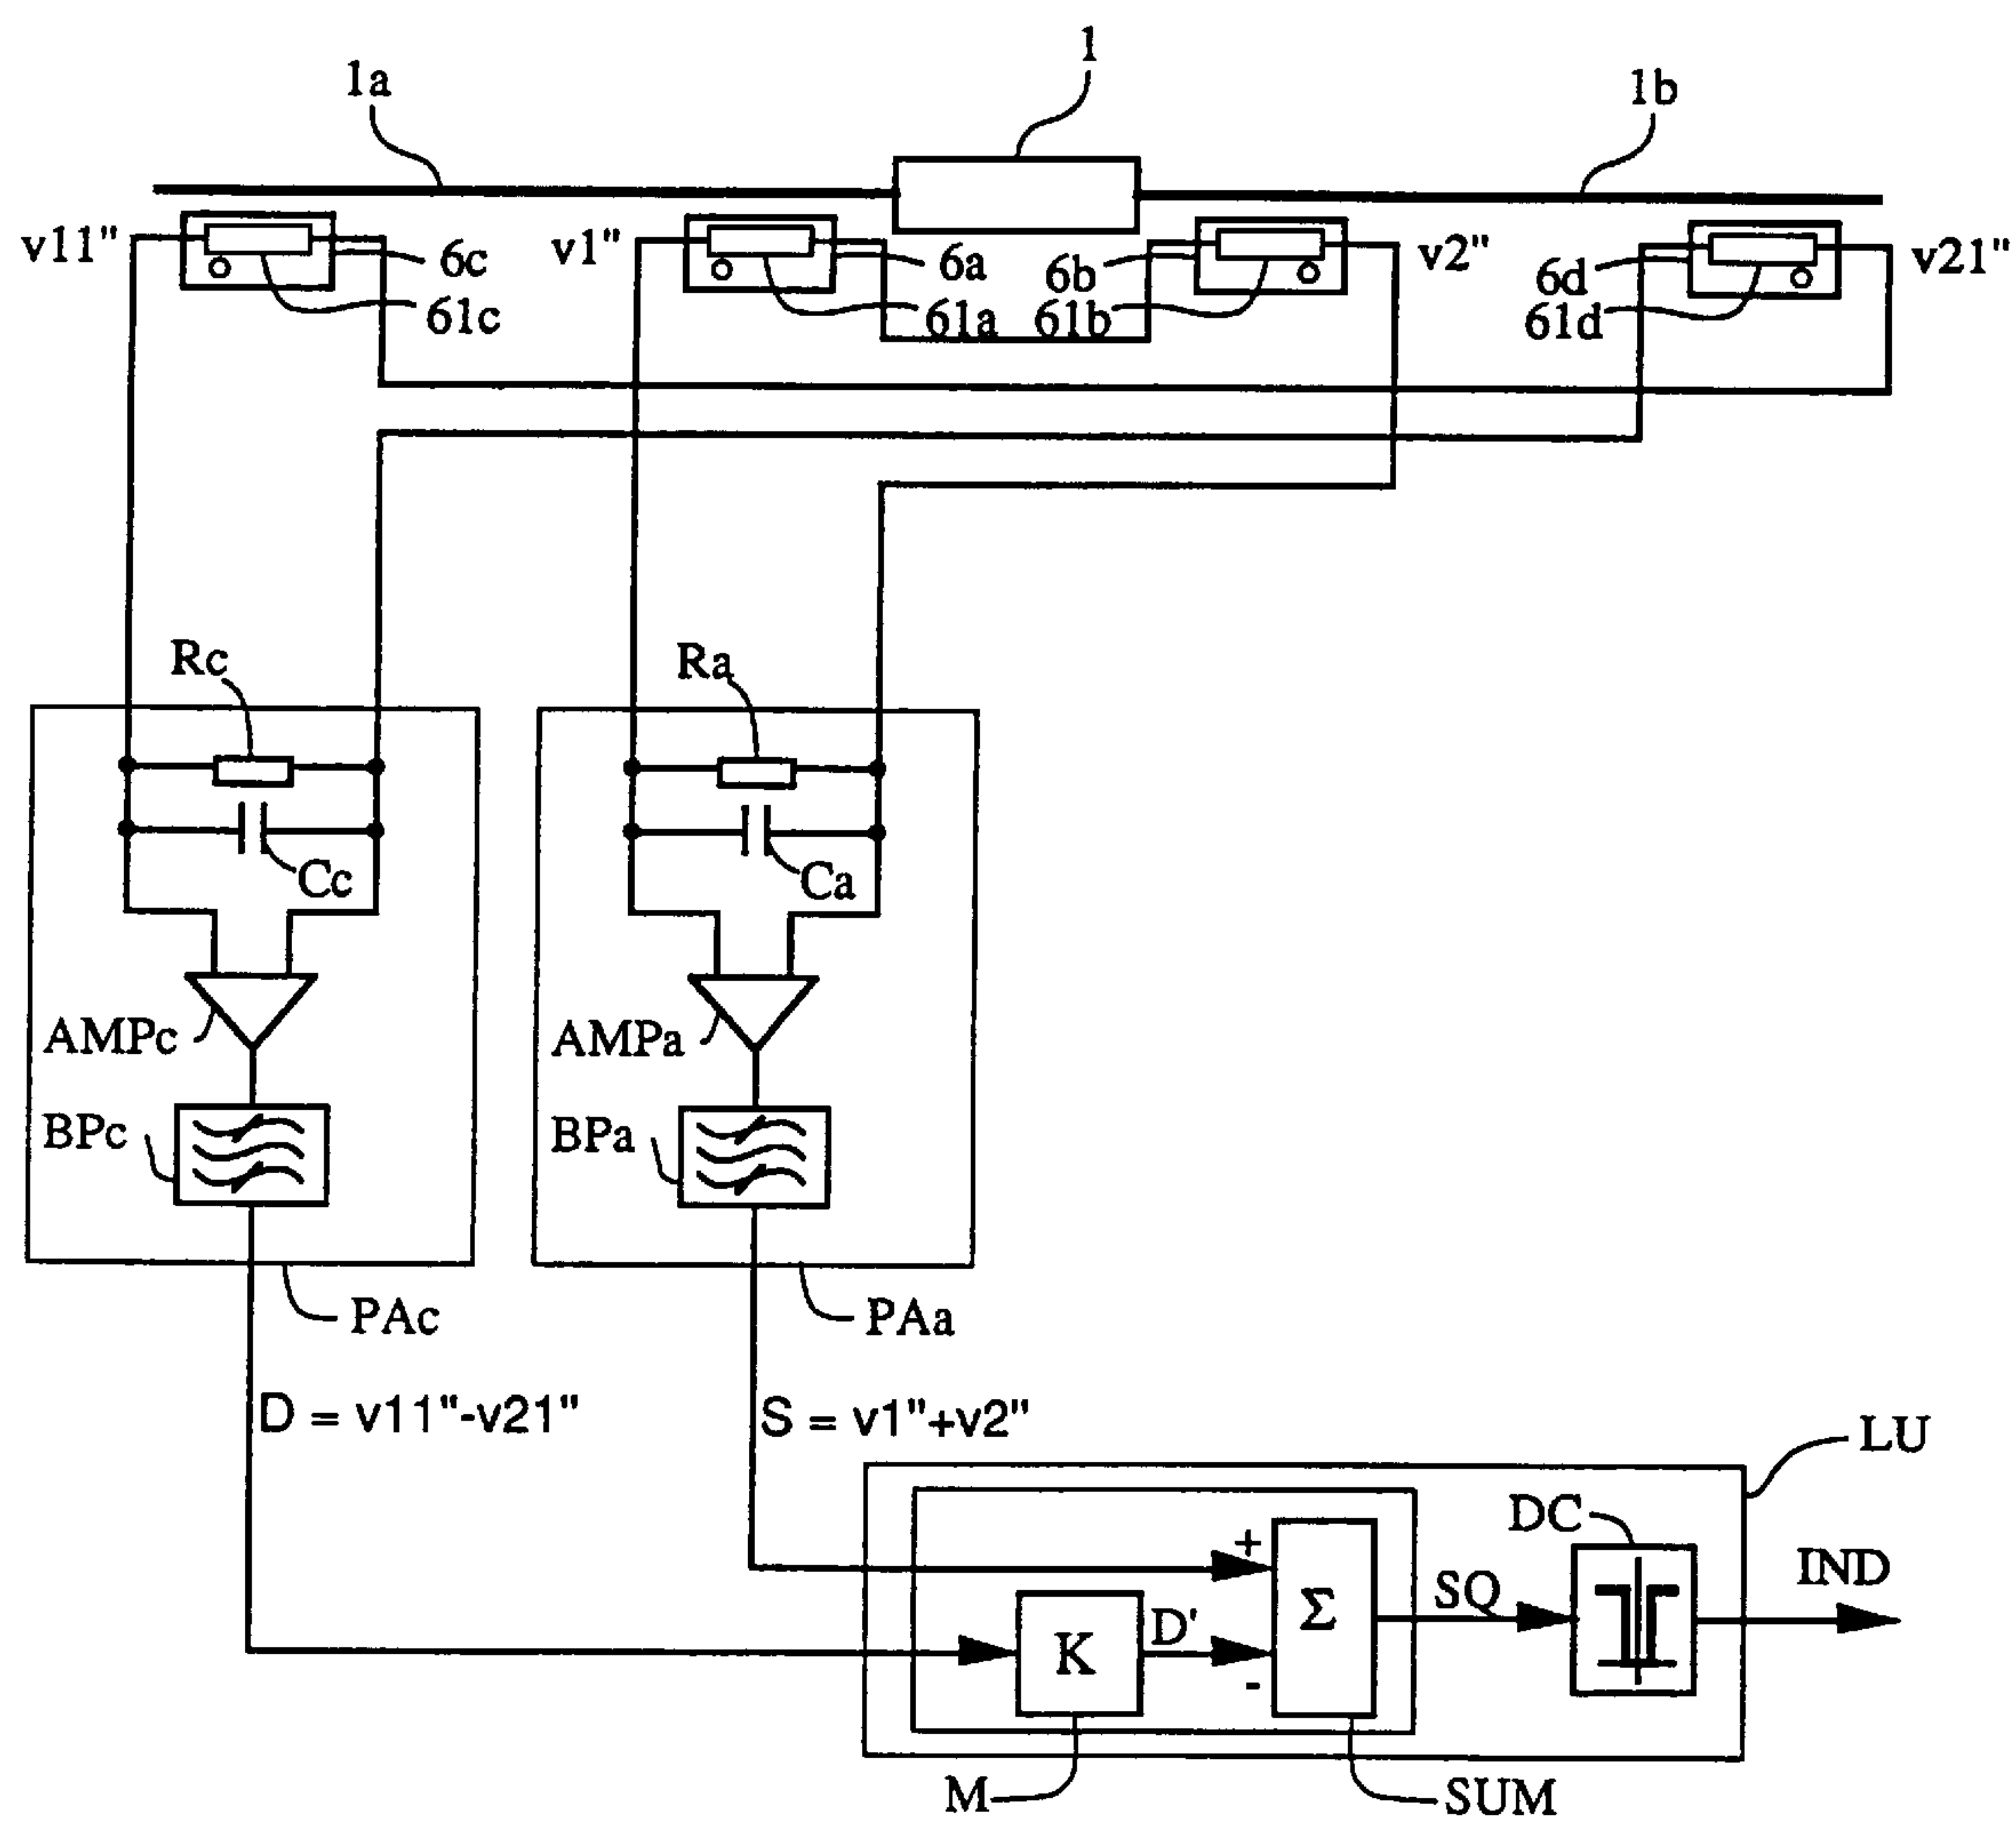 1
1a
1b
v11" 6c v1" 6a 6b v2" 6d v21"
61c 61a 61b 61d
Rc Ra
Cc Ca
AMPc AMPa
BPc BPa
PAc PAa
D = v11"-v21" S = v1"+v2"
LU
DC
+ IND
Σ SQ
K D'
-
M SUM